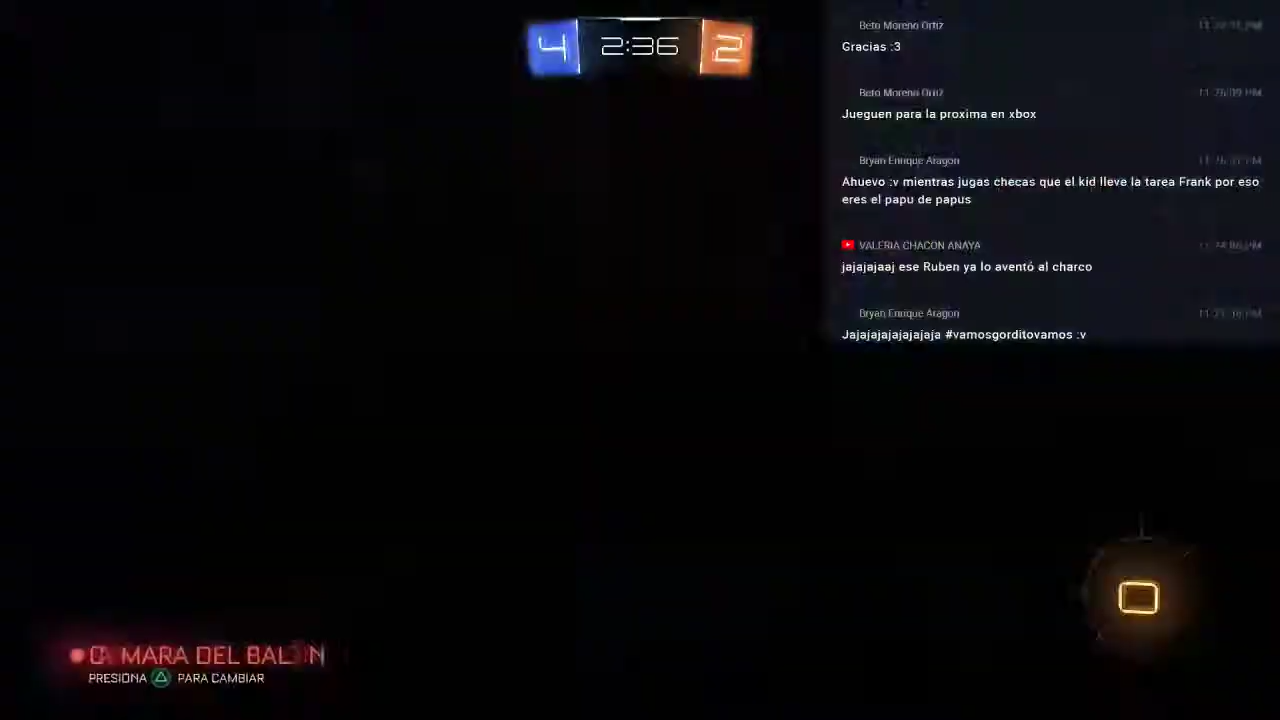 4 2:36 2
Beto Moreno Ortiz
Gracias :3
Beto Moreno Ortiz
Jueguen para la proxima en xbox
Bryan Enrique Aragon
Ahuevo :v mientras jugas checas que el kid lleve la tarea Frank por eso
eres el papu de papus
VALERIA CHACON ANAYA
jajajajaaj ese Ruben ya lo aventó al charco
Bryan Enrique Aragon
Jajajajajajajajaja #vamosgorditovamos :v
CÁMARA DEL BALÓN
PRESIONA PARA CAMBIAR